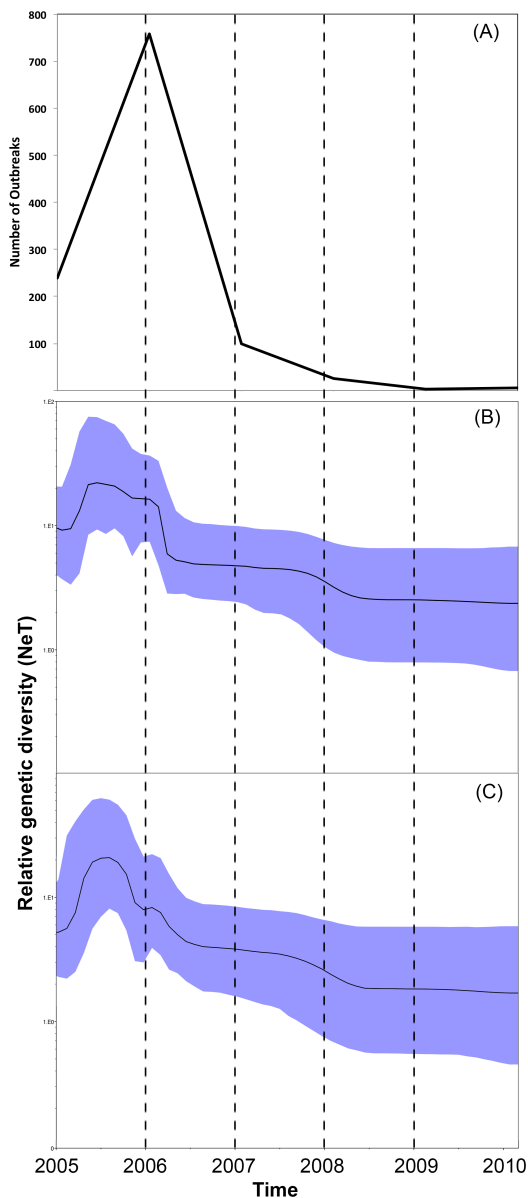 (A)
800
700
600
500
400
300
200
100
Number of Outbreaks
(B)
1.E2
1.E1
1.E0
Relative genetic diversity (NeT)
(C)
1.E1
1.E0
0
2005 2006 2007 2008 2009 2010
Time